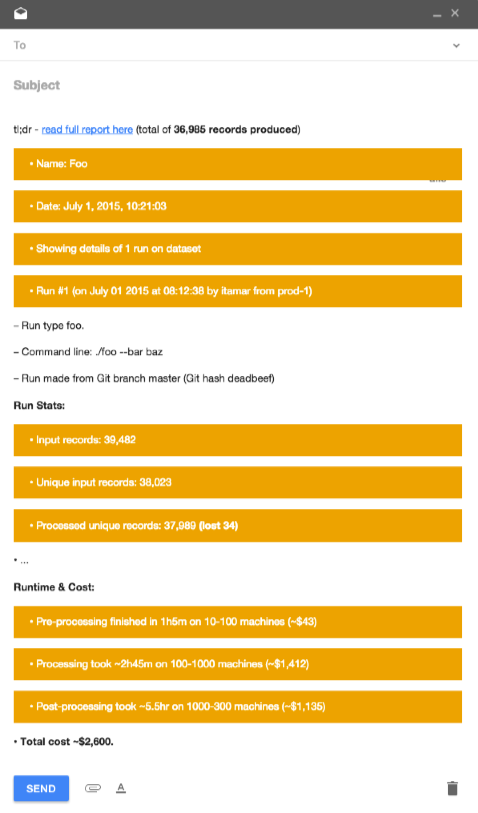 To
Subject
tl;dr - read full report here (total of 36,985 records produced)
• Name: Foo
• Date: July 1, 2015, 10:21:03
• Showing details of 1 run on dataset
• Run #1 (on July 01 2015 at 08:12:38 by itamar from prod-1)
– Run type foo.
– Command line: ./foo --bar baz
– Run made from Git branch master (Git hash deadbeef)
Run Stats:
• Input records: 39,482
• Unique input records: 38,023
• Processed unique records: 37,989 (lost 34)
• ...
Runtime & Cost:
• Pre-processing finished in 1h5m on 10-100 machines (~$43)
• Processing took ~2h45m on 100-1000 machines (~$1,412)
• Post-processing took ~5.5hr on 1000-300 machines (~$1,135)
• Total cost ~$2,600.
SEND
A